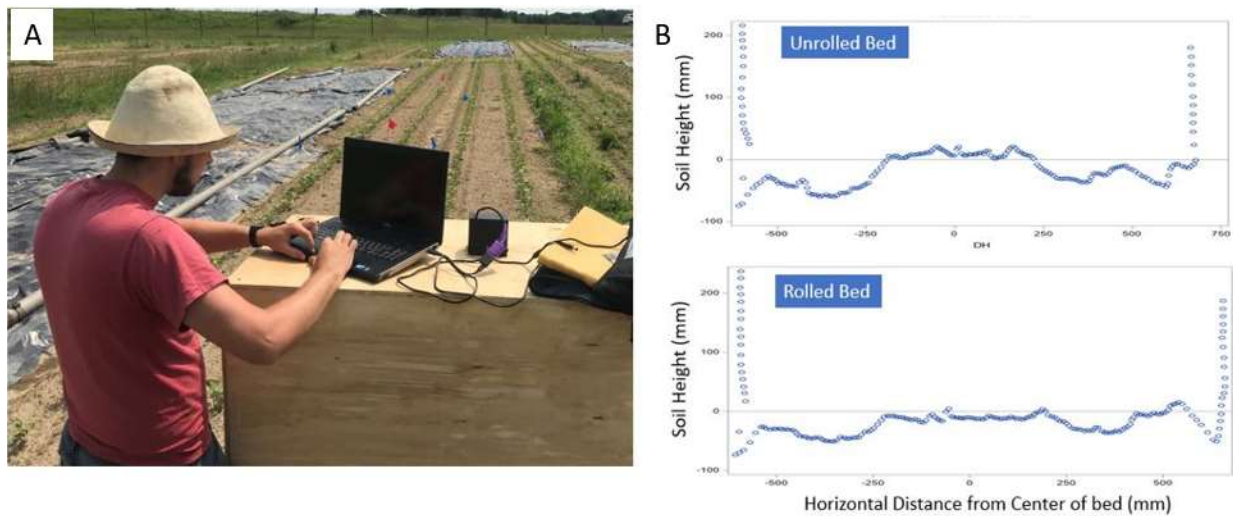 A
B
Unrolled Bed
Soil Height (mm)
200
100
0
-100
-500
-250
0
250
500
750
DH
Rolled Bed
Soil Height (mm)
200
100
0
-100
-500
-250
0
250
500
Horizontal Distance from Center of bed (mm)